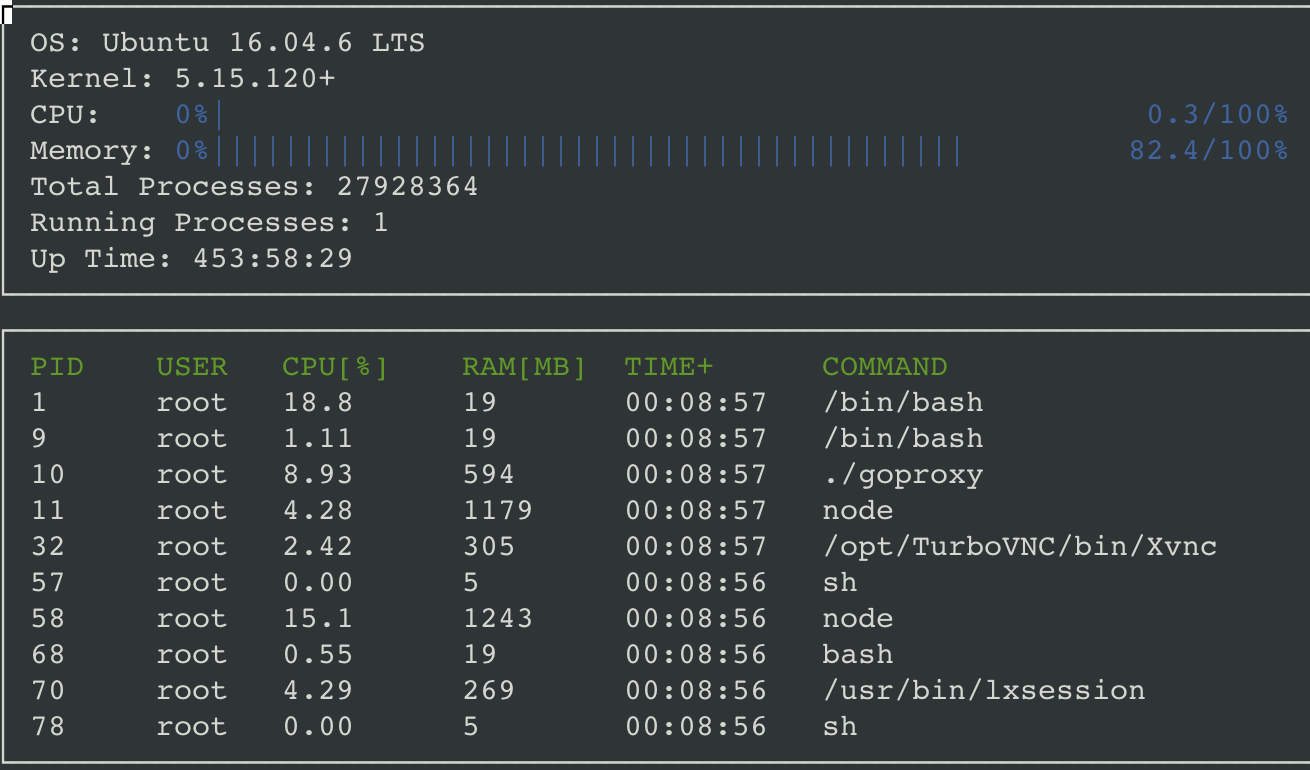 OS: Ubuntu 16.04.6 LTS
Kernel: 5.15.120+
CPU: 0%| 0.3/100%
Memory: 0%|||||||||||||||||||||||||||||||||||||||||| 82.4/100%
Total Processes: 27928364
Running Processes: 1
Up Time: 453:58:29
PID USER CPU[%] RAM[MB] TIME+ COMMAND
1 root 18.8 19 00:08:57 /bin/bash
9 root 1.11 19 00:08:57 /bin/bash
10 root 8.93 594 00:08:57 ./goproxy
11 root 4.28 1179 00:08:57 node
32 root 2.42 305 00:08:57 /opt/TurboVNC/bin/Xvnc
57 root 0.00 5 00:08:56 sh
58 root 15.1 1243 00:08:56 node
68 root 0.55 19 00:08:56 bash
70 root 4.29 269 00:08:56 /usr/bin/lxsession
78 root 0.00 5 00:08:56 sh